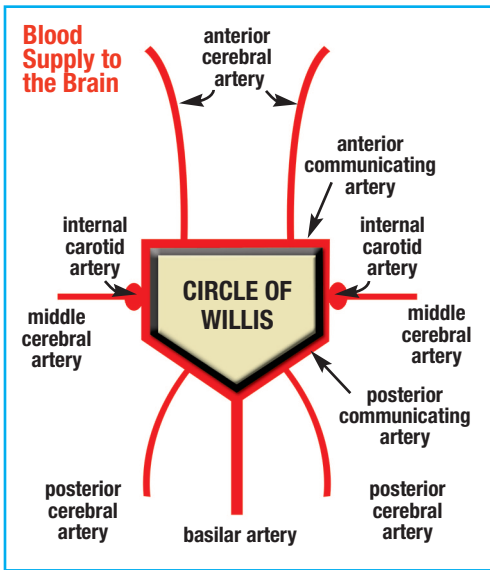 Blood
Supply to
the Brain
anterior
cerebral
artery
anterior
communicating
artery
internal
carotid
artery
internal
carotid
artery
CIRCLE OF
WILLIS
middle
cerebral
artery
middle
cerebral
artery
posterior
communicating
artery
posterior
cerebral
artery
basilar artery
posterior
cerebral
artery